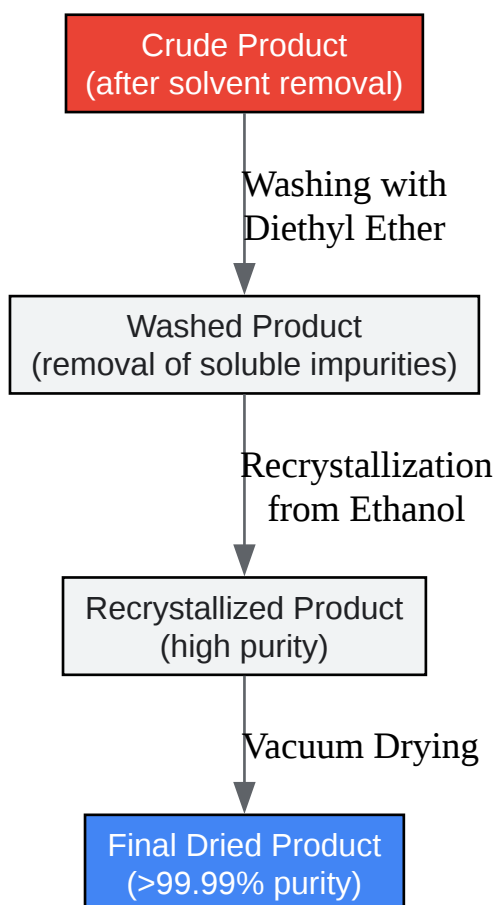 Crude Product
(after solvent removal)
Washing with
Diethyl Ether
Washed Product
(removal of soluble impurities)
Recrystallization
from Ethanol
Recrystallized Product
(high purity)
Vacuum Drying
Final Dried Product
(>99.99% purity)